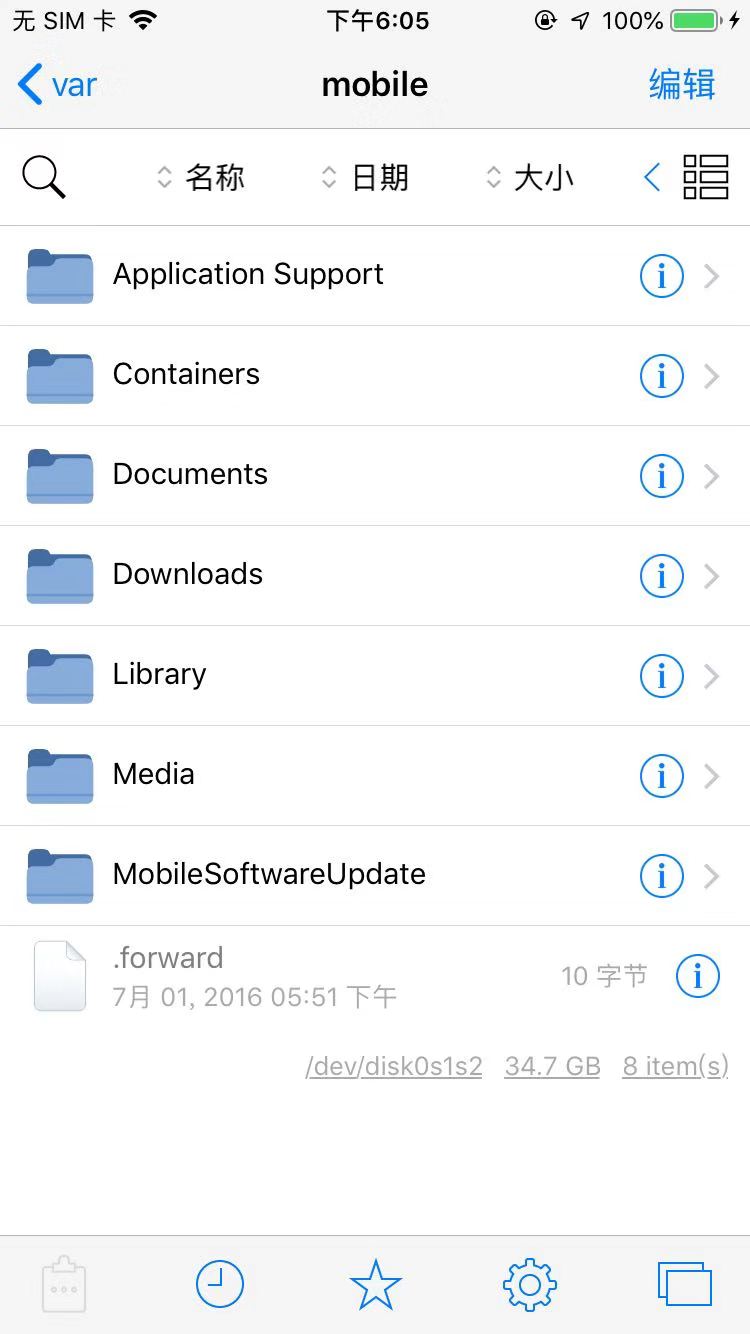 无 SIM 卡 下午6:05 100%
var mobile 编辑
名称 日期 大小
Application Support
Containers
Documents
Downloads
Library
Media
MobileSoftwareUpdate
.forward
10 字节
7月 01, 2016 05:51 下午
/dev/disk0s1s2 34.7 GB 8 item(s)